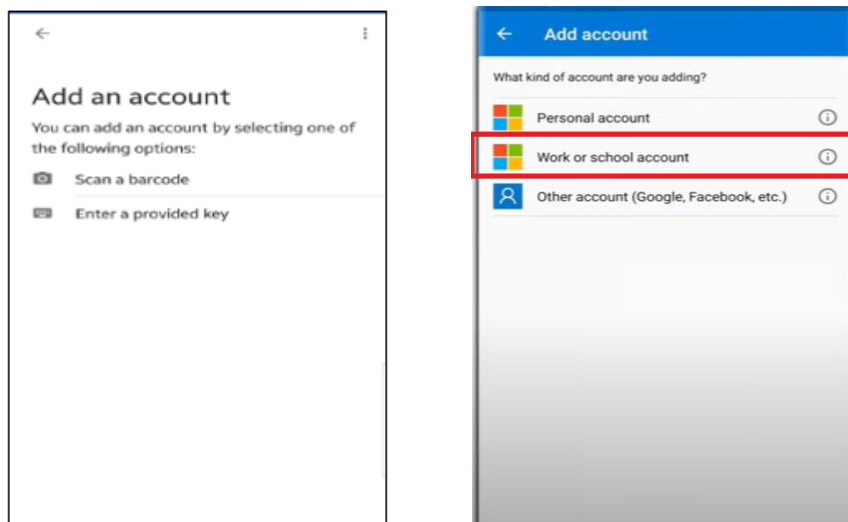 Add an account
You can add an account by selecting one of
the following options:
Scan a barcode
Enter a provided key
Add account
What kind of account are you adding?
Personal account
Work or school account
Other account (Google, Facebook, etc.)